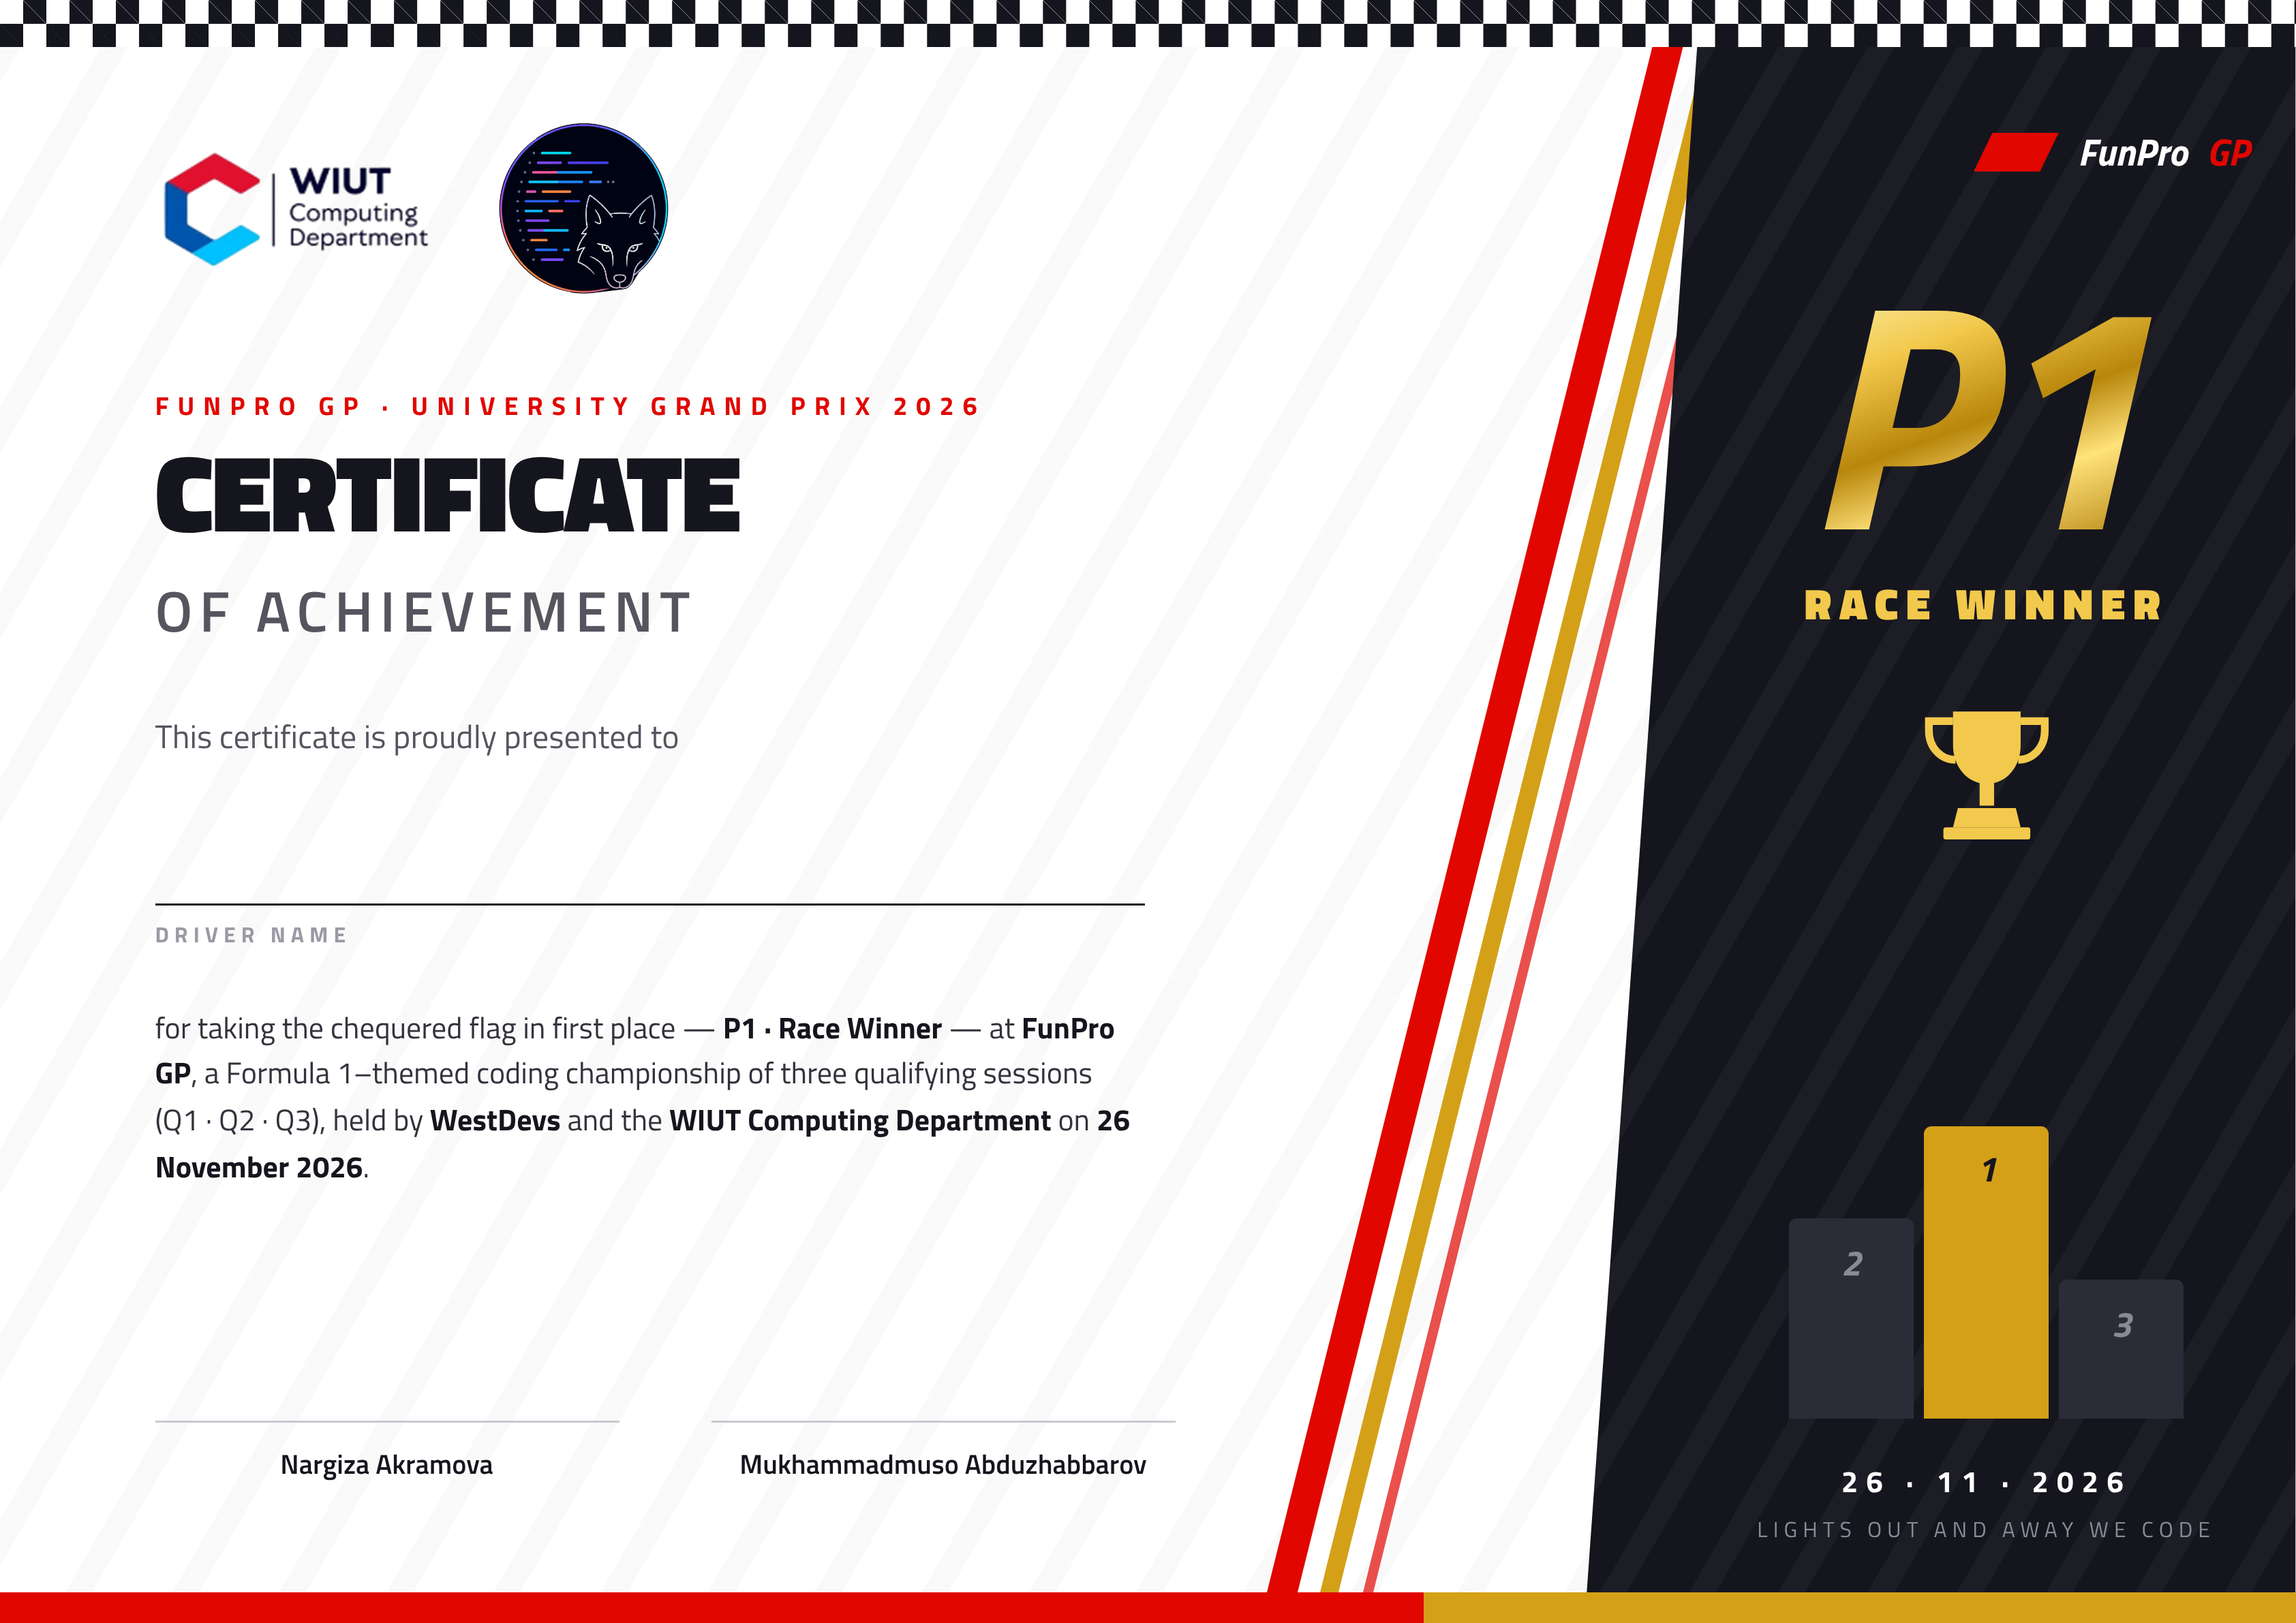 WIUT
Computing
Department
FunPro GP
FUNPRO GP · UNIVERSITY GRAND PRIX 2026
CERTIFICATE
OF ACHIEVEMENT
This certificate is proudly presented to
DRIVER NAME
for taking the chequered flag in first place — P1 · Race Winner — at FunPro
GP, a Formula 1–themed coding championship of three qualifying sessions
(Q1 · Q2 · Q3), held by WestDevs and the WIUT Computing Department on 26
November 2026.
Nargiza Akramova
Mukhammadmuso Abduzhabbarov
P1
RACE WINNER
1
2
3
26 · 11 · 2026
LIGHTS OUT AND AWAY WE CODE